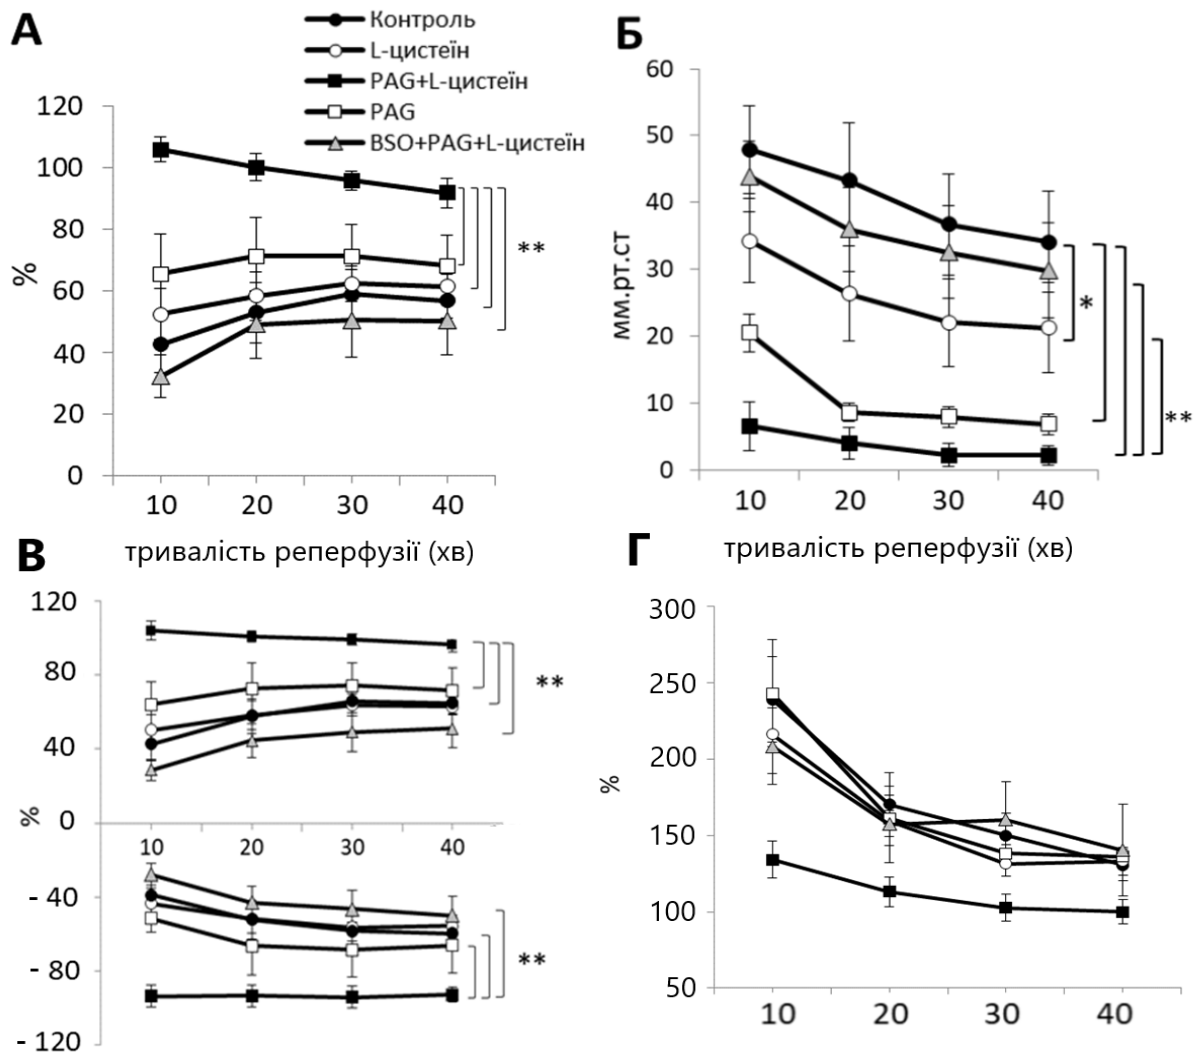 А
Контроль
L-цистеїн
PAG+L-цистеїн
PAG
BSO+PAG+L-цистеїн
120
100
80
60
40
20
0
%
**
10 20 30 40
тривалість реперфузії (хв)
Б
60
50
40
30
20
10
0
мм.рт.ст
*
**
10 20 30 40
тривалість реперфузії (хв)
В
120
80
40
0
- 40
- 80
- 120
%
**
10 20 30 40
**
Г
300
250
200
150
100
50
%
10 20 30 40